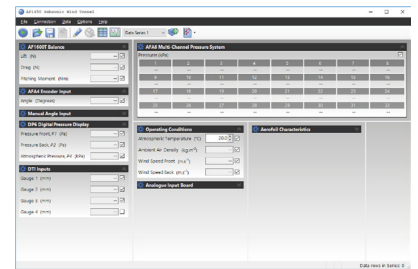 AF1450 Subsonic Wind Tunnel
File Connection Data Options Help
Data Series 1
AF1600T Balance
Lift (N)
Drag (N)
Pitching Moment (Nm)
AFA4 Encoder Input
Angle (Degrees)
Manual Angle Input
DP6 Digital Pressure Display
Pressure Front, P1 (Pa)
Pressure Back, P2 (Pa)
Atmospheric Pressure, PA (kPa)
DTI Inputs
Gauge 1 (mm)
Gauge 2 (mm)
Gauge 3 (mm)
Gauge 4 (mm)
AFA6 Multi-Channel Pressure System
Pressures (kPa)
1 2 3 4 5 6 7 8
9 10 11 12 13 14 15 16
17 18 19 20 21 22 23 24
25 26 27 28 29 30 31 32
Operating Conditions
Atmospheric Temperature (°C) 20.0
Ambient Air Density (kg.m⁻³)
Wind Speed Front (m.s⁻¹)
Wind Speed Back (m.s⁻¹)
Analogue Input Board
Aerofoil Characteristics
Data rows in Series: 0